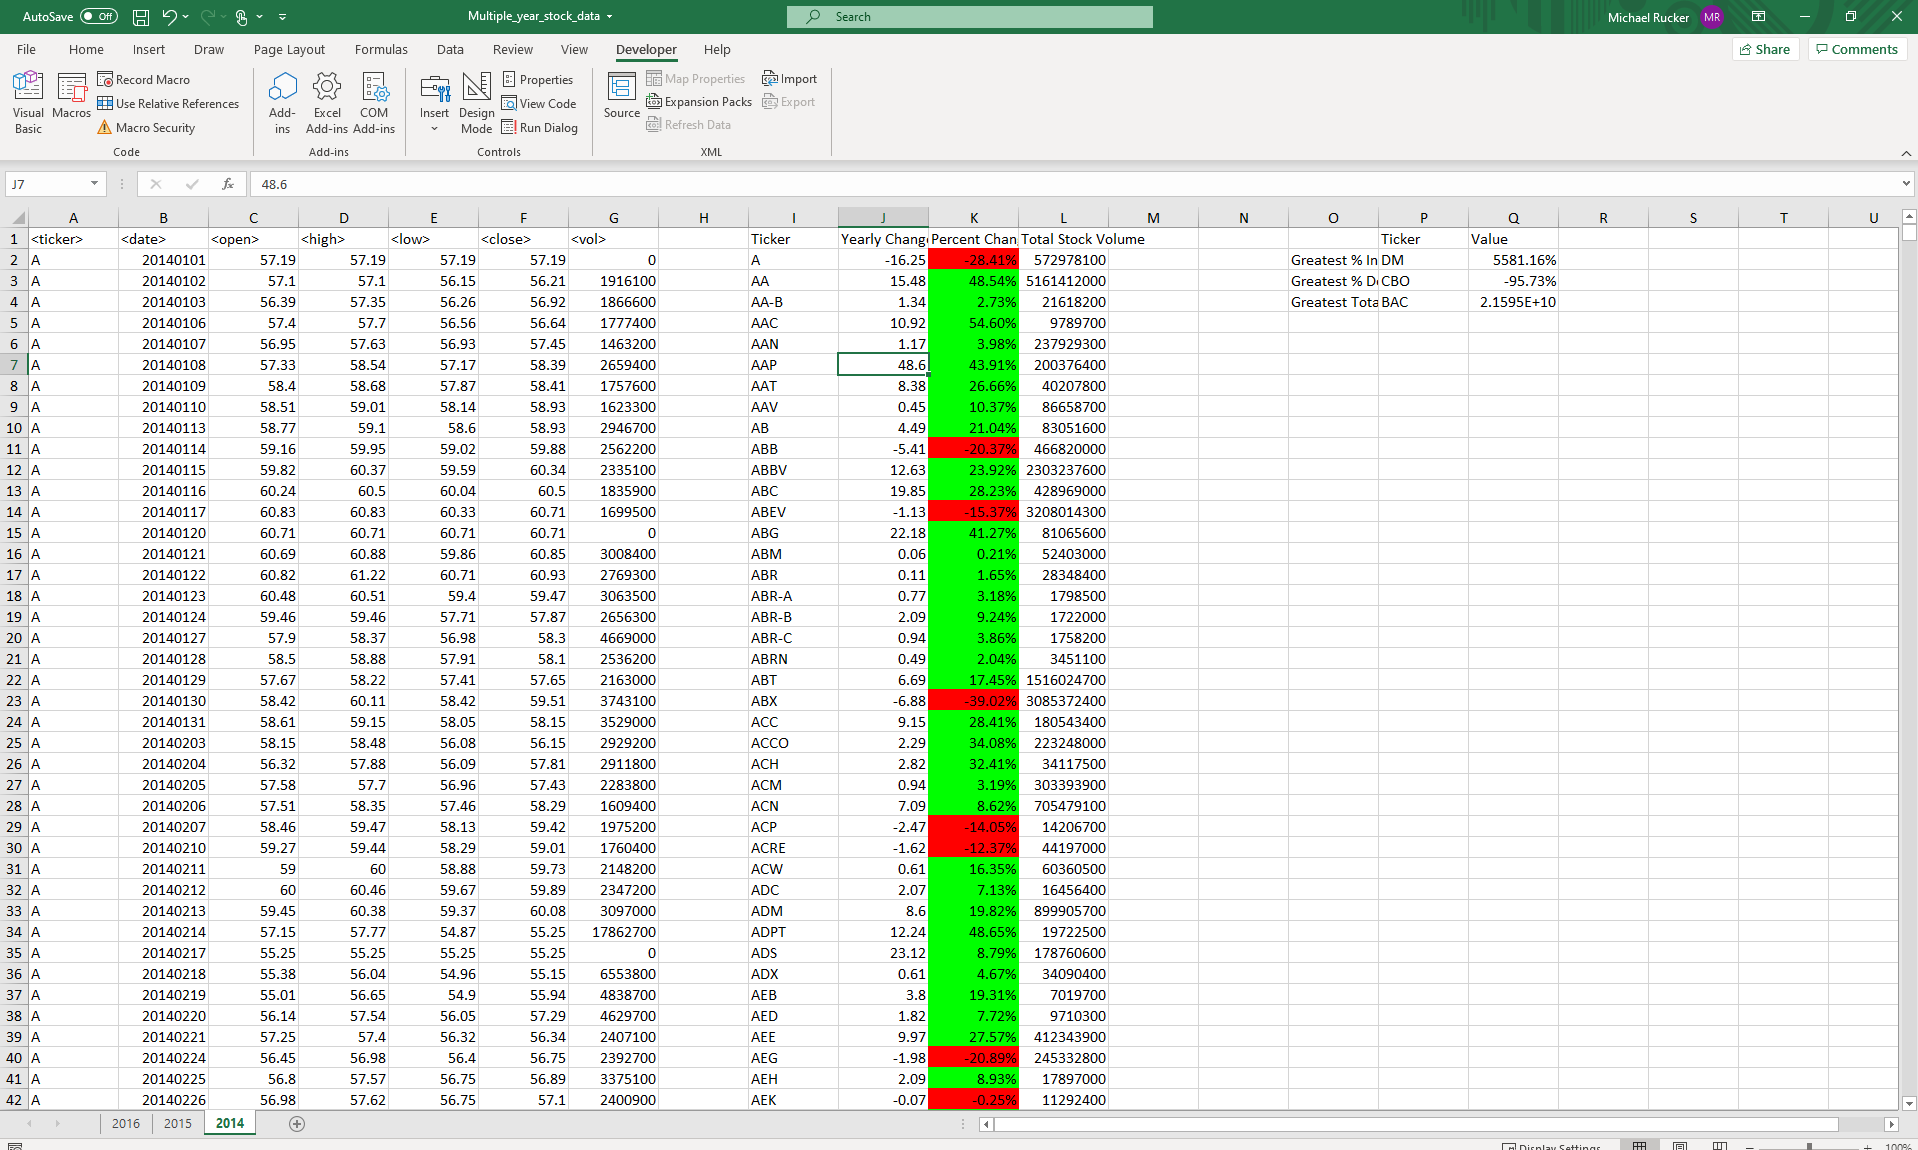 AutoSave Off Multiple_year_stock_data Search Michael Rucker MR
File Home Insert Draw Page Layout Formulas Data Review View Developer Help Share Comments
Visual Basic Macros Record Macro Use Relative References Macro Security Code
Add-ins Excel Add-ins COM Add-ins Add-ins
Insert Design Mode Properties View Code Run Dialog Controls
Source Map Properties Expansion Packs Refresh Data Import Export XML
J7 fx 48.6
A B C D E F G H I J K L M N O P Q R S T U
1 <ticker> <date> <open> <high> <low> <close> <vol> Ticker Yearly Chang Percent Chan Total Stock Volume Ticker Value
2 A 20140101 57.19 57.19 57.19 57.19 0 A -16.25 -28.41% 572978100 Greatest % In DM 5581.16%
3 A 20140102 57.1 57.1 56.15 56.21 1916100 AA 15.48 48.54% 5161412000 Greatest % D CBO -95.73%
4 A 20140103 56.39 57.35 56.26 56.92 1866600 AA-B 1.34 2.73% 21618200 Greatest Tota BAC 2.1595E+10
5 A 20140106 57.4 57.7 56.56 56.64 1777400 AAC 10.92 54.60% 9789700
6 A 20140107 56.95 57.63 56.93 57.45 1463200 AAN 1.17 3.98% 237929300
7 A 20140108 57.33 58.54 57.17 58.39 2659400 AAP 48.6 43.91% 200376400
8 A 20140109 58.4 58.68 57.87 58.41 1757600 AAT 8.38 26.66% 40207800
9 A 20140110 58.51 59.01 58.14 58.93 1623300 AAV 0.45 10.37% 86658700
10 A 20140113 58.77 59.1 58.6 58.93 2946700 AB 4.49 21.04% 83051600
11 A 20140114 59.16 59.95 59.02 59.88 2562200 ABB -5.41 -20.37% 466820000
12 A 20140115 59.82 60.37 59.59 60.34 2335100 ABBV 12.63 23.92% 2303237600
13 A 20140116 60.24 60.5 60.04 60.5 1835900 ABC 19.85 28.23% 428969000
14 A 20140117 60.83 60.83 60.33 60.71 1699500 ABEV -1.13 -15.37% 3208014300
15 A 20140120 60.71 60.71 60.71 60.71 0 ABG 22.18 41.27% 81065600
16 A 20140121 60.69 60.88 59.86 60.85 3008400 ABM 0.06 0.21% 52403000
17 A 20140122 60.82 61.22 60.71 60.93 2769300 ABR 0.11 1.65% 28348400
18 A 20140123 60.48 60.51 59.4 59.47 3063500 ABR-A 0.77 3.18% 1798500
19 A 20140124 59.46 59.46 57.71 57.87 2656300 ABR-B 2.09 9.24% 1722000
20 A 20140127 57.9 58.37 56.98 58.3 4669000 ABR-C 0.94 3.86% 1758200
21 A 20140128 58.5 58.88 57.91 58.1 2536200 ABRN 0.49 2.04% 3451100
22 A 20140129 57.67 58.22 57.41 57.65 2163000 ABT 6.69 17.45% 1516024700
23 A 20140130 58.42 60.11 58.42 59.51 3743100 ABX -6.88 -39.02% 3085372400
24 A 20140131 58.61 59.15 58.05 58.15 3529000 ACC 9.15 28.41% 180543400
25 A 20140203 58.15 58.48 56.08 56.15 2929200 ACCO 2.29 34.08% 223248000
26 A 20140204 56.32 57.88 56.09 57.81 2911800 ACH 2.82 32.41% 34117500
27 A 20140205 57.58 57.7 56.96 57.43 2283800 ACM 0.94 3.19% 303393900
28 A 20140206 57.51 58.35 57.46 58.29 1609400 ACN 7.09 8.62% 705479100
29 A 20140207 58.46 59.47 58.13 59.42 1975200 ACP -2.47 -14.05% 14206700
30 A 20140210 59.27 59.44 58.29 59.01 1760400 ACRE -1.62 -12.37% 44197000
31 A 20140211 59 60 58.88 59.73 2148200 ACW 0.61 16.35% 60360500
32 A 20140212 60 60.46 59.67 59.89 2347200 ADC 2.07 7.13% 16456400
33 A 20140213 59.45 60.38 59.37 60.08 3097000 ADM 8.6 19.82% 899905700
34 A 20140214 57.15 57.77 54.87 55.25 17862700 ADPT 12.24 48.65% 19722500
35 A 20140217 55.25 55.25 55.25 55.25 0 ADS 23.12 8.79% 178760600
36 A 20140218 55.38 56.04 54.96 55.15 6553800 ADX 0.61 4.67% 34090400
37 A 20140219 55.01 56.65 54.9 55.94 4838700 AEB 3.8 19.31% 7019700
38 A 20140220 56.14 57.54 56.05 57.29 4629700 AED 1.82 7.72% 9710300
39 A 20140221 57.25 57.4 56.32 56.34 2407100 AEE 9.97 27.57% 412343900
40 A 20140224 56.45 56.98 56.4 56.75 2392700 AEG -1.98 -20.89% 245332800
41 A 20140225 56.8 57.57 56.75 56.89 3375100 AEH 2.09 8.93% 17897000
42 A 20140226 56.98 57.62 56.75 57.1 2400900 AEK -0.07 -0.25% 11292400
2016 2015 2014
Display Settings 100%